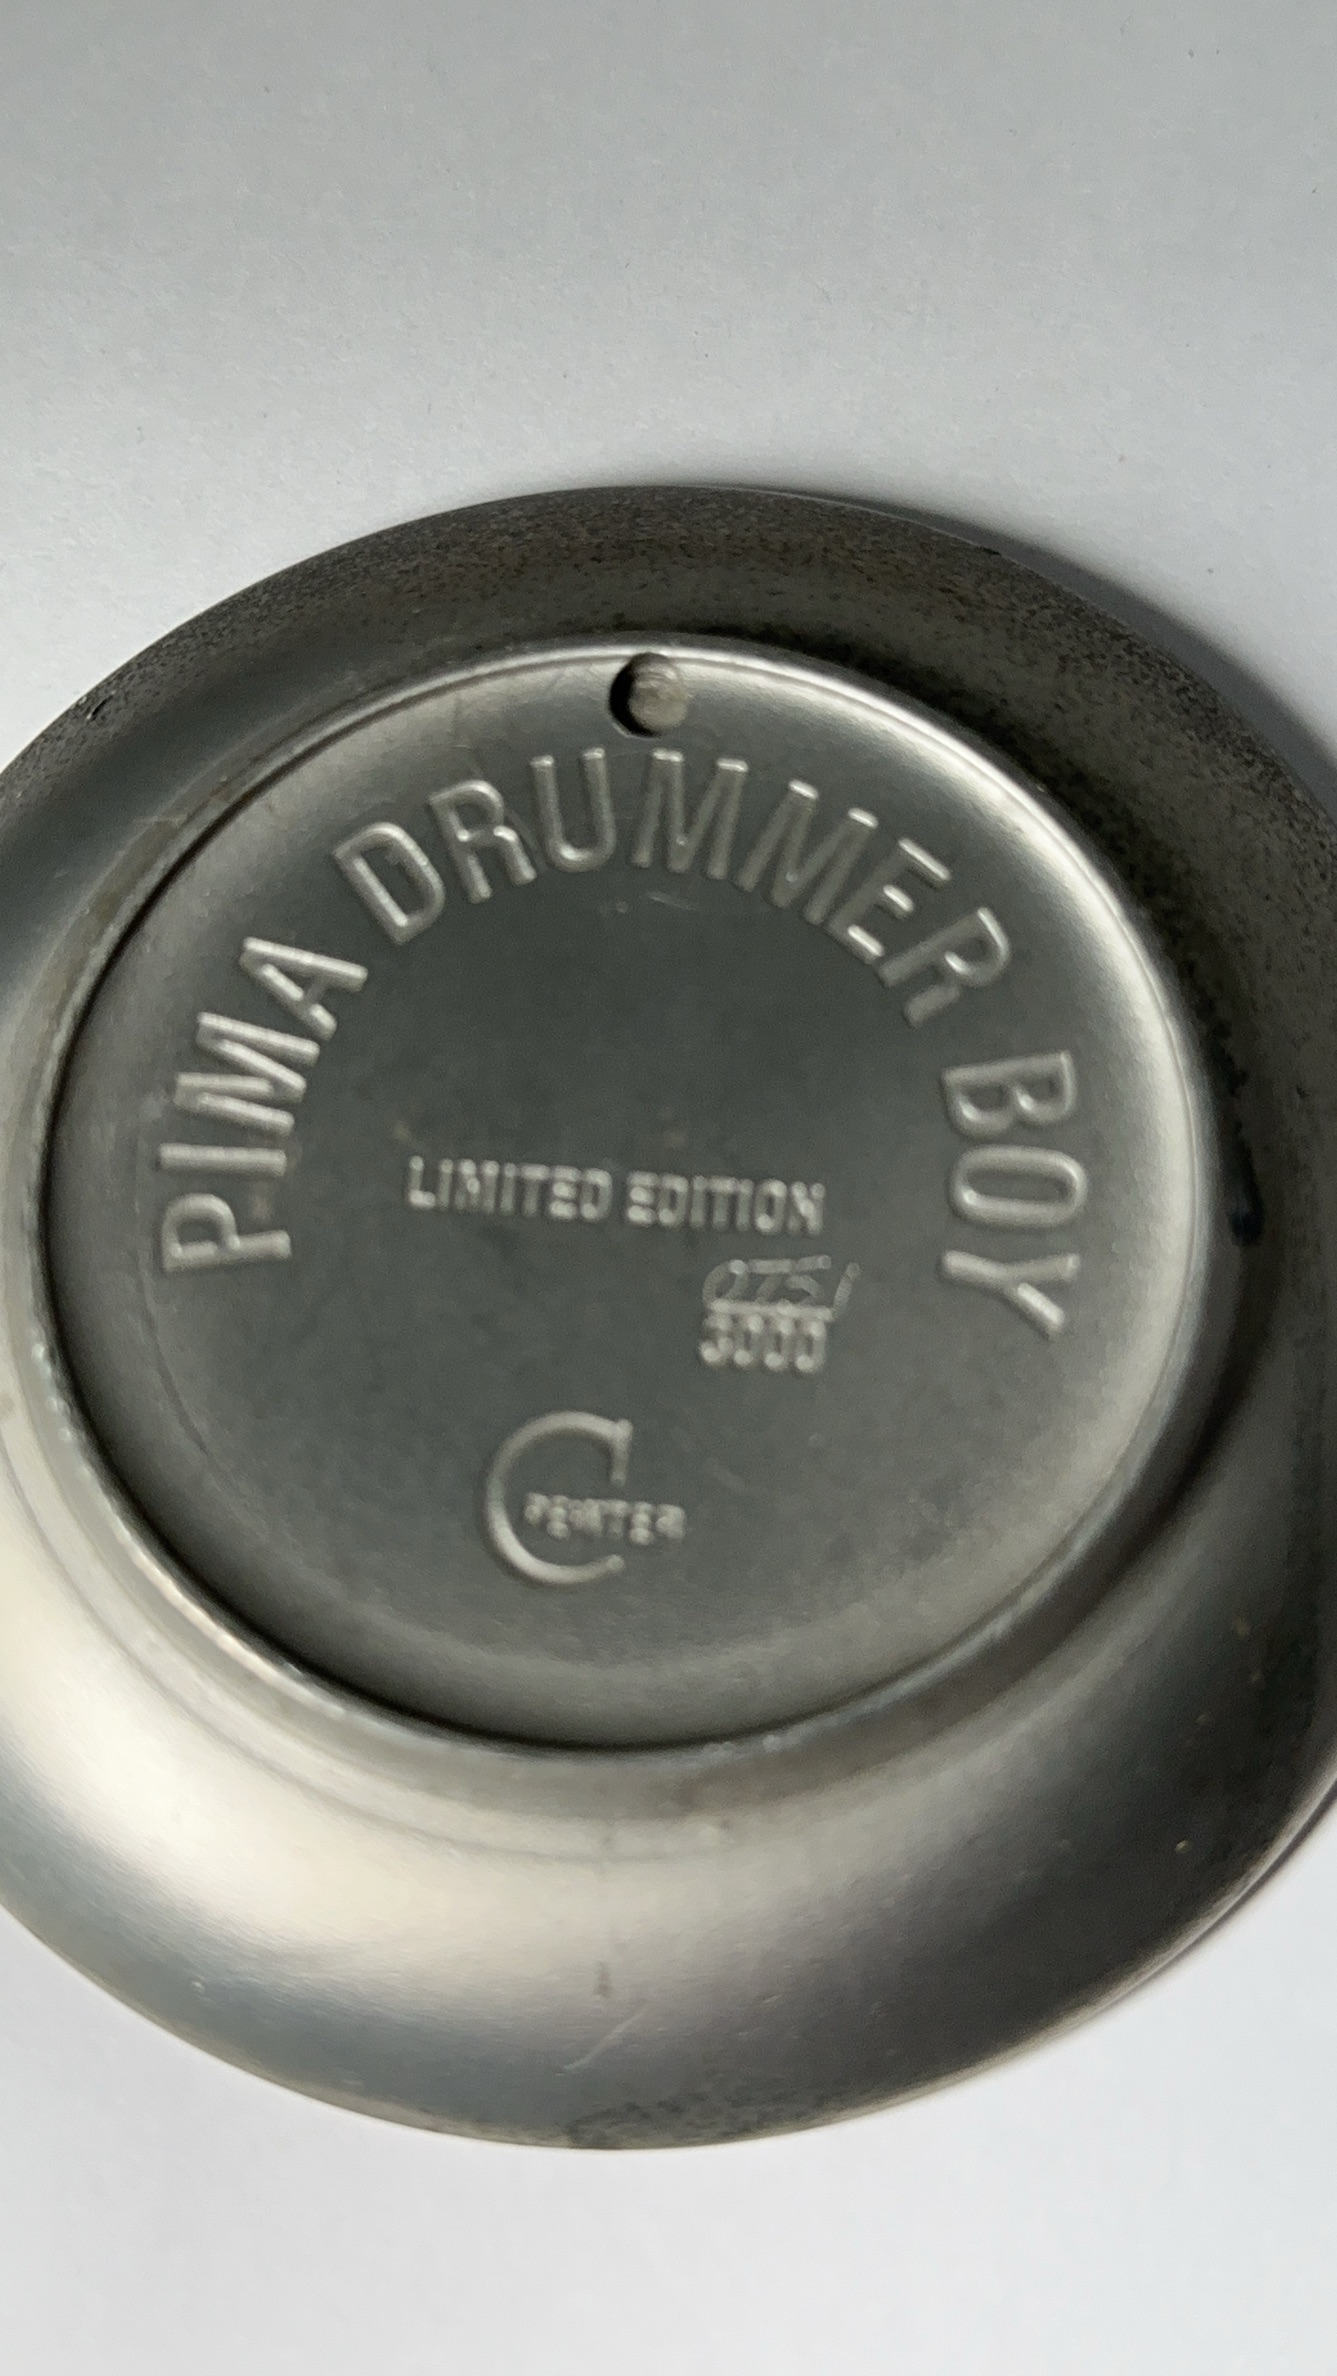 PIMA DRUMMER BOY
LIMITED EDITION
0751
3000
C
PEWTER